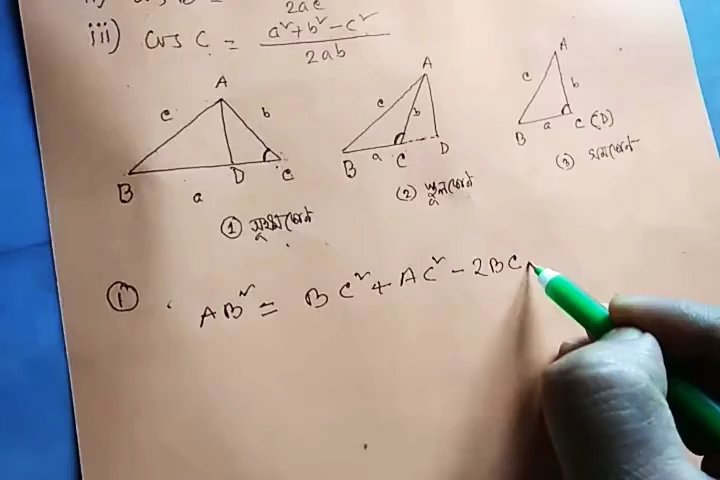 2ac
iii) cos C = a²+b²-c² / 2ab
A c b B a D C
A c b B a C D
A c b B a C (D)
① সূক্ষ্মকোণ
(2) স্থূলকোণ
(3) সমকোণ
① AB² = BC² + AC² - 2BC